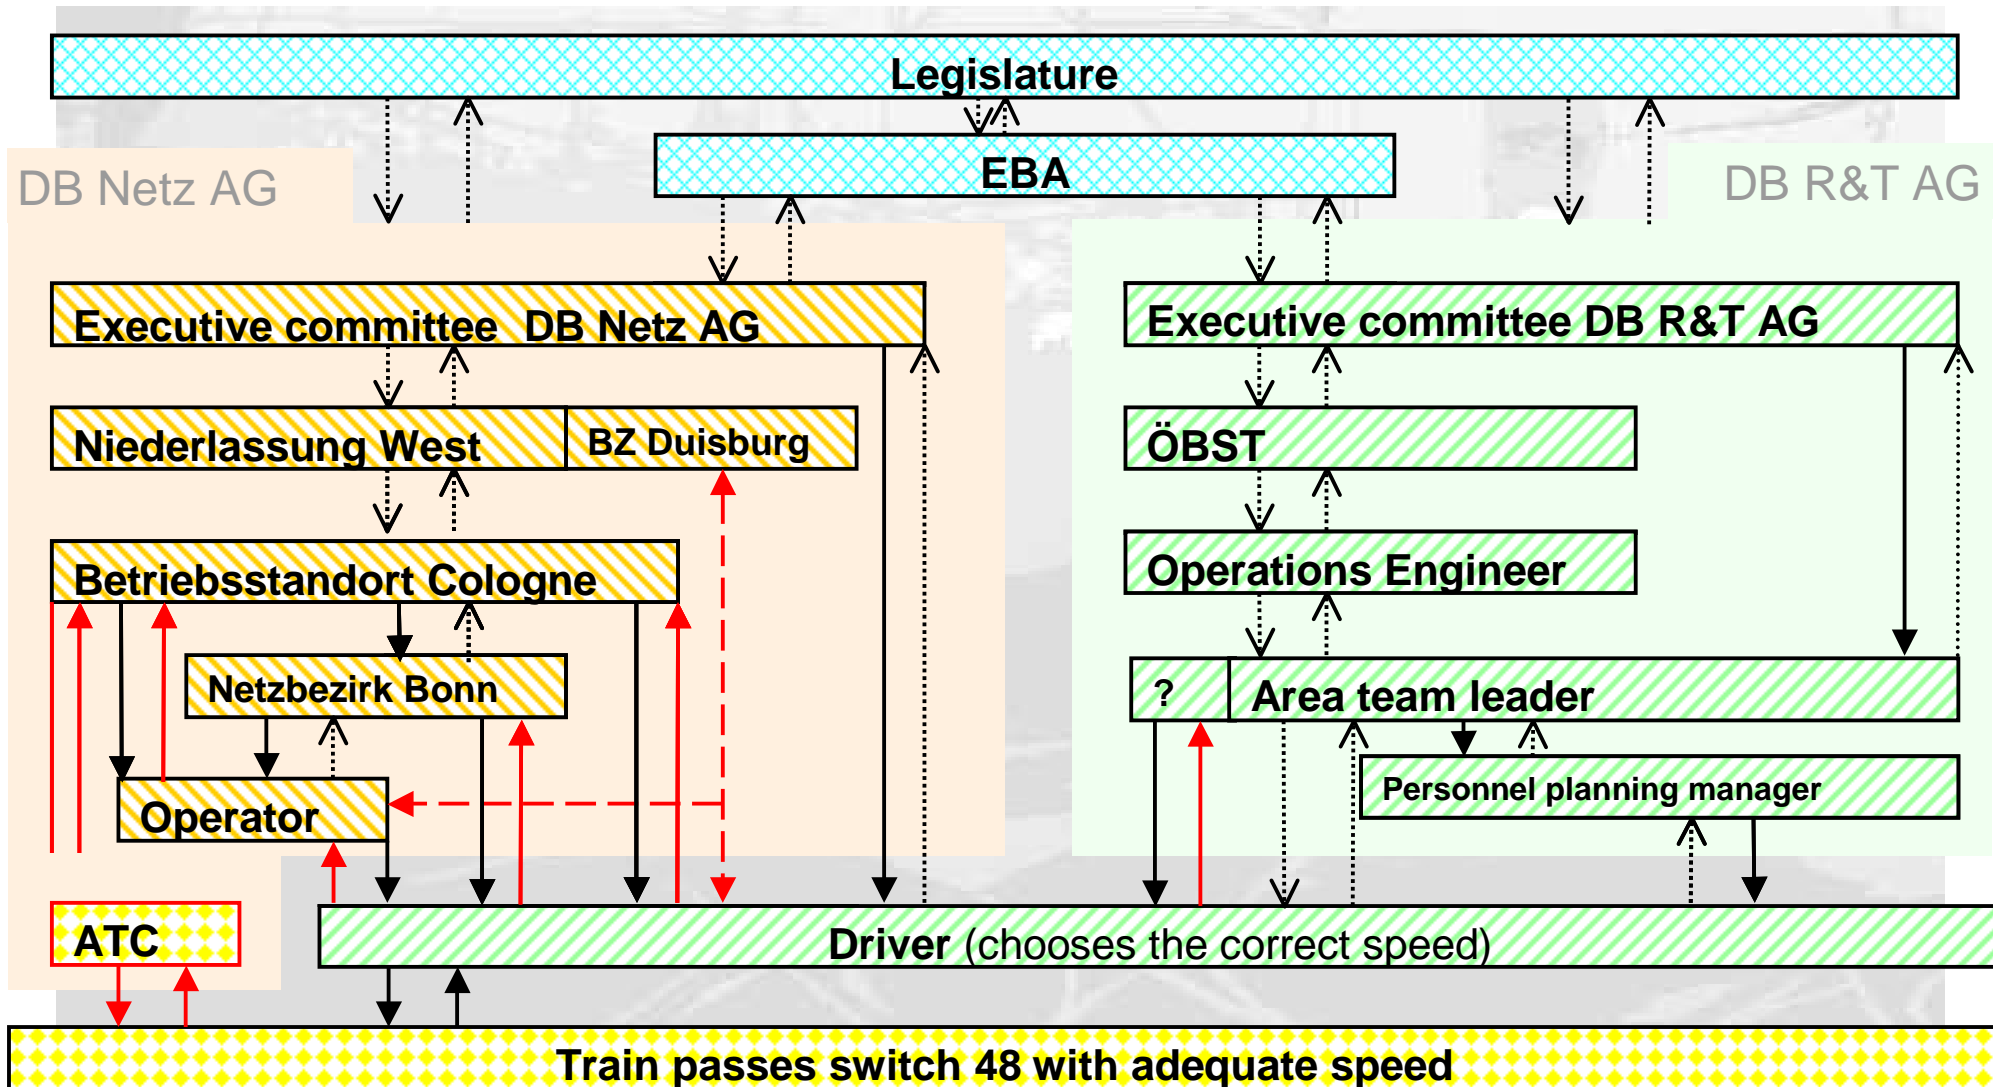 Legislature
EBA
DB Netz AG
DB R&T AG
Executive committee DB Netz AG
Executive committee DB R&T AG
Niederlassung West
BZ Duisburg
ÖBST
Betriebsstandort Cologne
Operations Engineer
Netzbezirk Bonn
?
Area team leader
Operator
Personnel planning manager
ATC
Driver (chooses the correct speed)
Train passes switch 48 with adequate speed